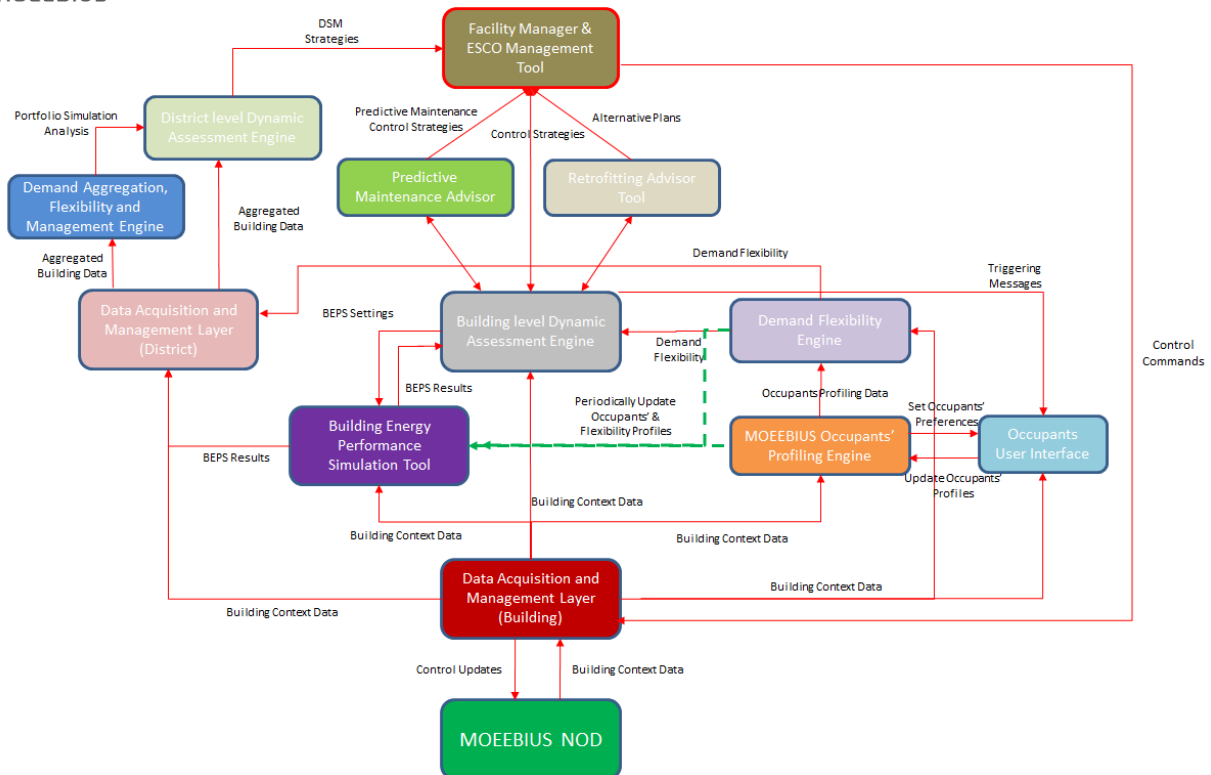 DSM
Strategies
Facility Manager &
ESCO Management
Tool
Portfolio Simulation
Analysis
District level Dynamic
Assessment Engine
Predictive Maintenance
Control Strategies
Control Strategies
Alternative Plans
Demand Aggregation,
Flexibility and
Management Engine
Predictive
Maintenance Advisor
Retrofitting Advisor
Tool
Aggregated
Building Data
Aggregated
Building Data
Demand Flexibility
Triggering
Messages
Data Acquisition and
Management Layer
(District)
BEPS Settings
Building level Dynamic
Assessment Engine
Demand
Flexibility
Demand Flexibility
Engine
Control
Commands
BEPS Results
Periodically Update
Occupants' &
Flexibility Profiles
Occupants Profiling Data
Set Occupants'
Preferences
Building Energy
Performance
Simulation Tool
BEPS Results
MOEEBIUS Occupants'
Profiling Engine
Occupants
User Interface
Update Occupants'
Profiles
Building Context Data
Building Context Data
Building Context Data
Data Acquisition and
Management Layer
(Building)
Building Context Data
Building Context Data
Control Updates
Building Context Data
MOEEBIUS NOD